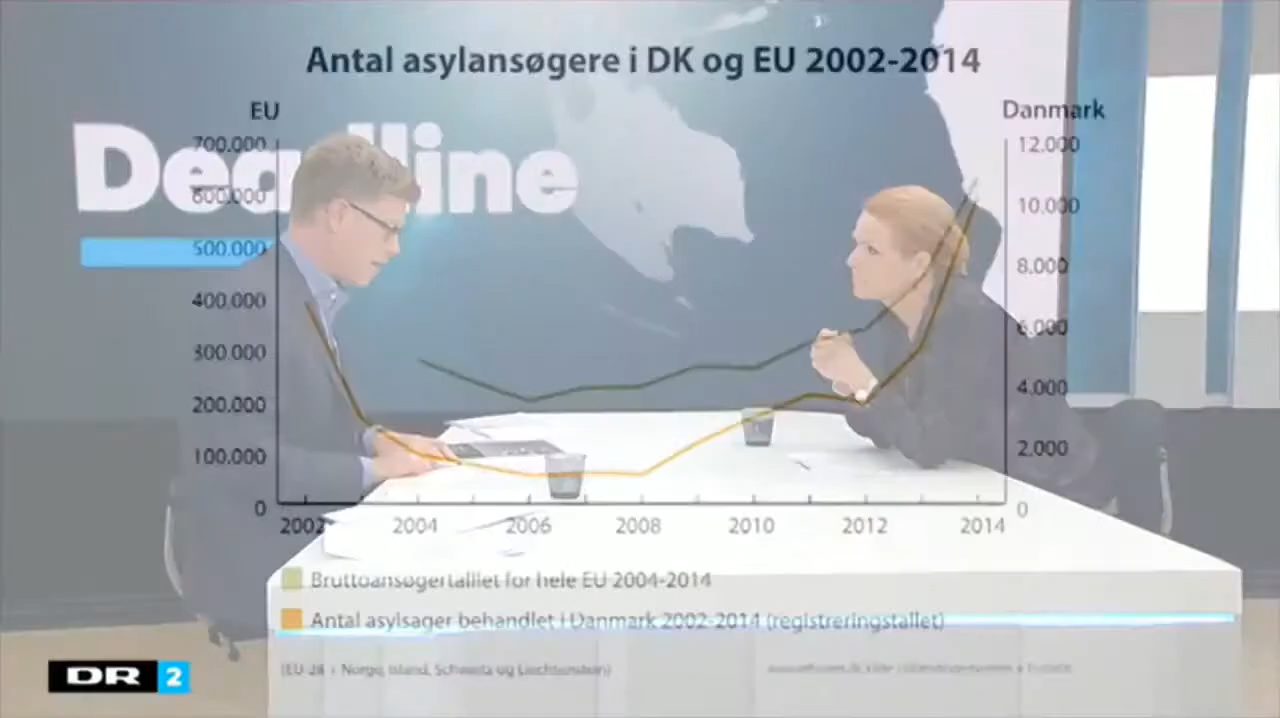 Antal asylansøgere i DK og EU 2002-2014
EU
Danmark
Deadline
700.000
600.000
500.000
400.000
300.000
200.000
100.000
0
12.000
10.000
8.000
6.000
4.000
2.000
0
2002 2004 2006 2008 2010 2012 2014
Bruttoansøgertalllet for hele EU 2004-2014
Antal asylsager behandlet i Danmark 2002-2014 (registreringstallet)
(EU 28 + Norge, Island, Schweiz og Liechtenstein)
DR 2